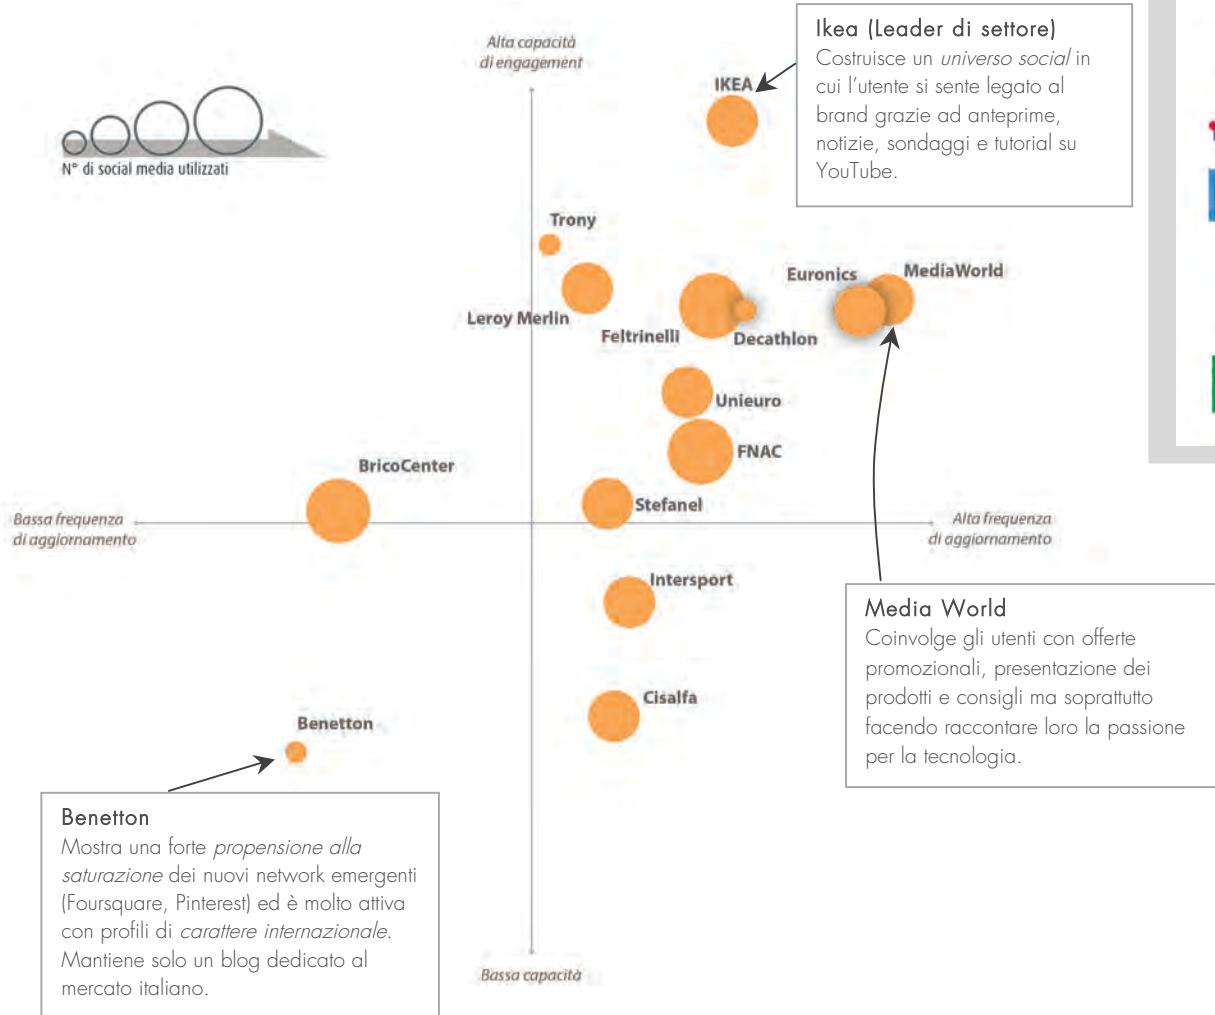 Ikea (Leader di settore)
Costruisce un universo social in
cui l'utente si sente legato al
brand grazie ad anteprime,
notizie, sondaggi e tutorial su
YouTube.
Alta capacità
di engagement
IKEA
N° di social media utilizzati
Trony
Leroy Merlin
Feltrinelli
Decathlon
Euronics
MediaWorld
Unieuro
FNAC
BricoCenter
Stefanel
Bassa frequenza
di aggiornamento
Alta frequenza
di aggiornamento
Intersport
Cisalfa
Media World
Coinvolge gli utenti con offerte
promozionali, presentazione dei
prodotti e consigli ma soprattutto
facendo raccontare loro la passione
per la tecnologia.
Benetton
Benetton
Mostra una forte propensione alla
saturazione dei nuovi network emergenti
(Foursquare, Pinterest) ed è molto attiva
con profili di carattere internazionale.
Mantiene solo un blog dedicato al
mercato italiano.
Bassa capacità